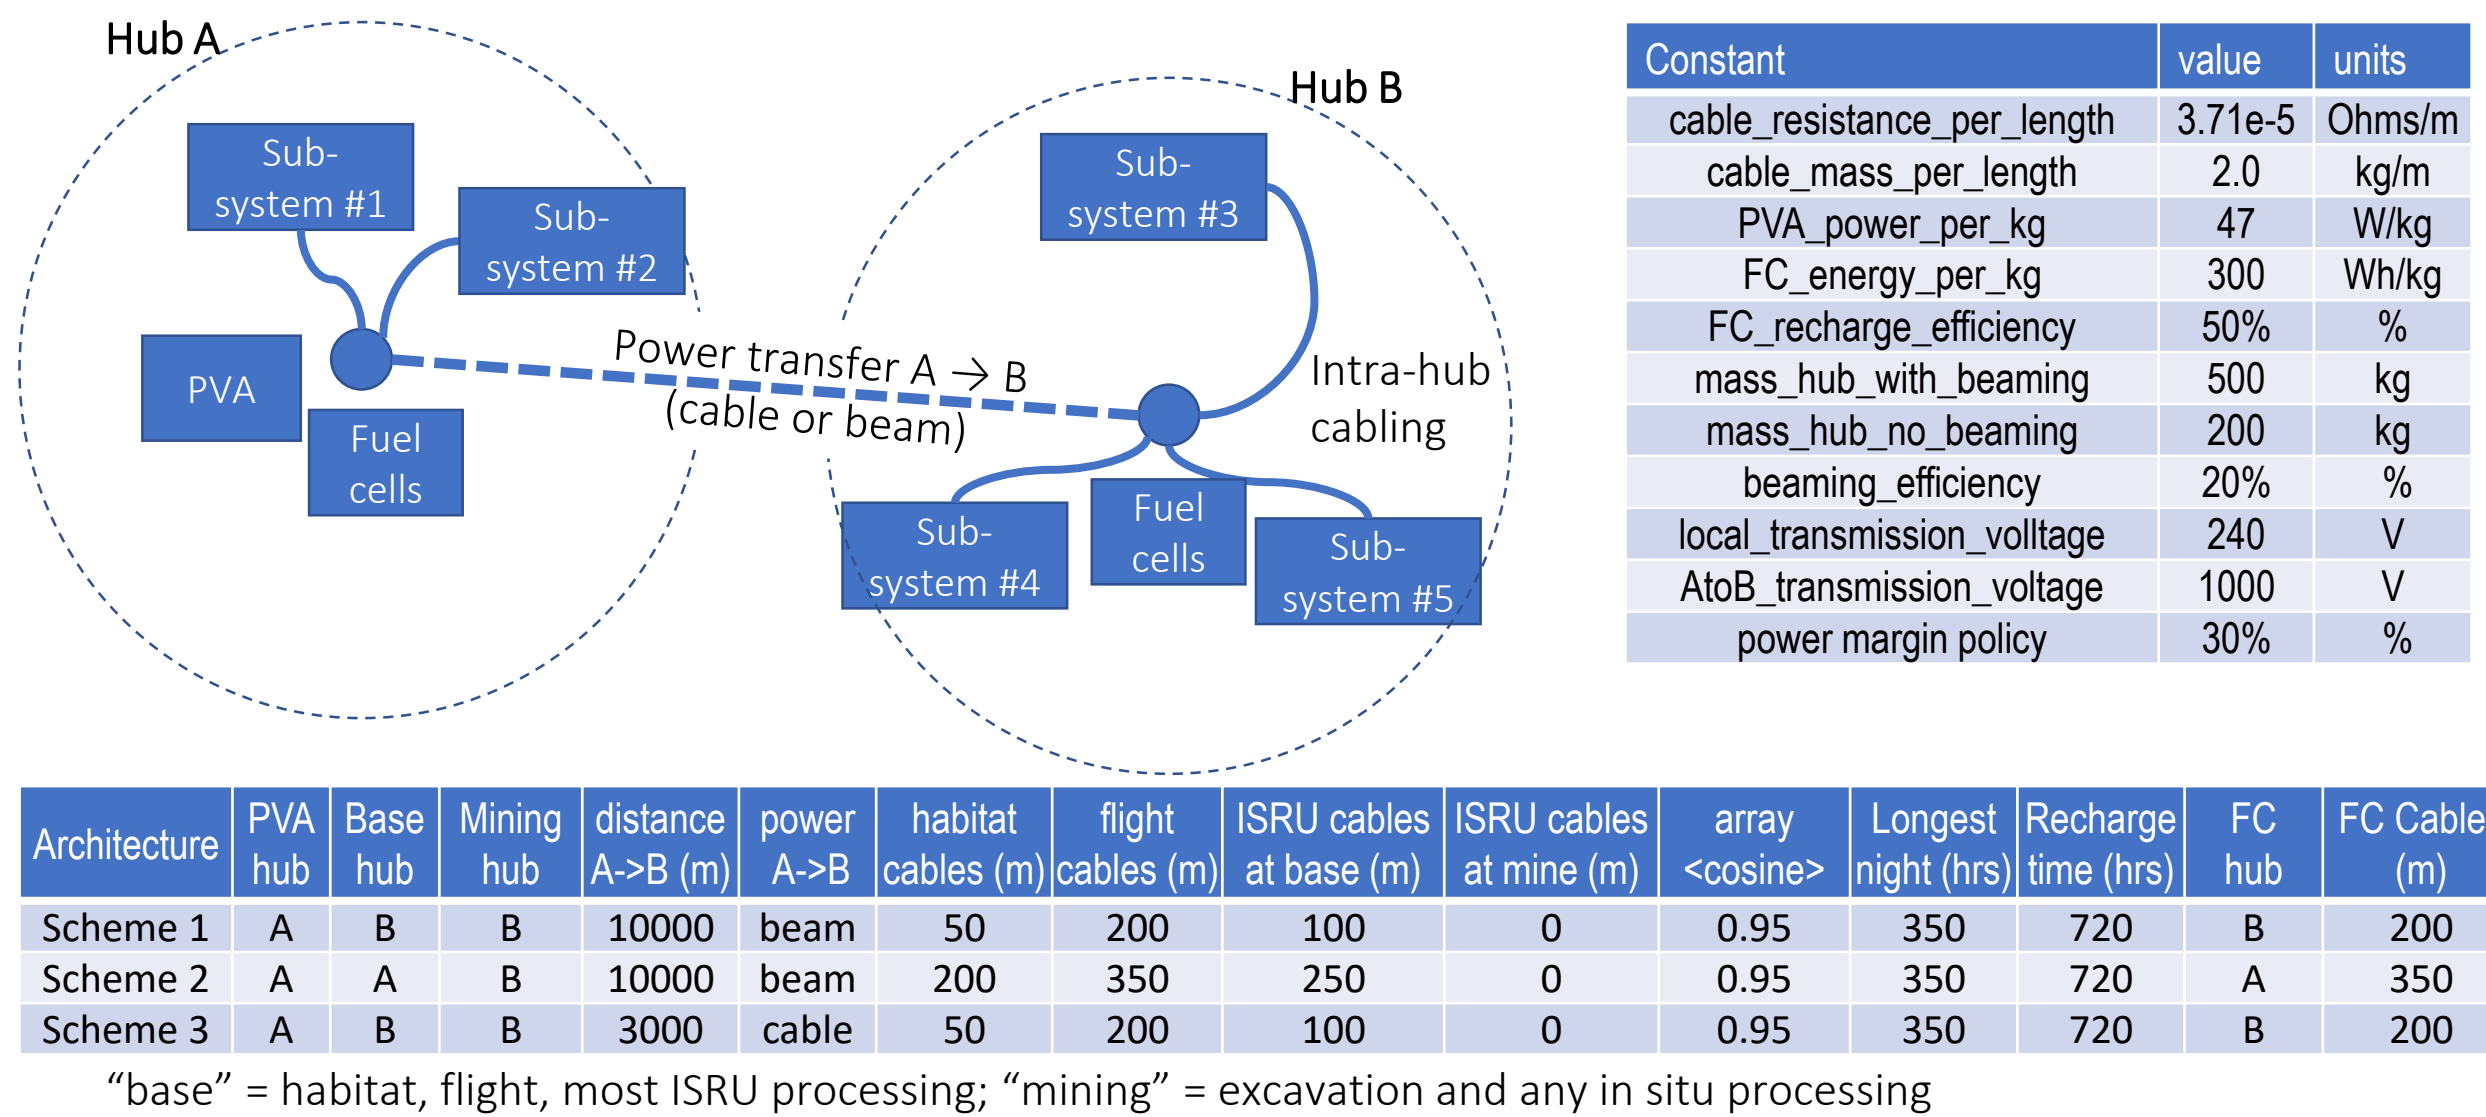 Hub A
Sub-
system #1
Sub-
system #2
PVA
Fuel
cells
Power transfer A → B
(cable or beam)
Hub B
Sub-
system #3
Intra-hub
cabling
Sub-
system #4
Fuel
cells
Sub-
system #5
Constant value units
cable_resistance_per_length 3.71e-5 Ohms/m
cable_mass_per_length 2.0 kg/m
PVA_power_per_kg 47 W/kg
FC_energy_per_kg 300 Wh/kg
FC_recharge_efficiency 50% %
mass_hub_with_beaming 500 kg
mass_hub_no_beaming 200 kg
beaming_efficiency 20% %
local_transmission_volltage 240 V
AtoB_transmission_voltage 1000 V
power margin policy 30% %
Architecture PVA hub Base hub Mining hub distance A->B (m) power A->B habitat cables (m) flight cables (m) ISRU cables at base (m) ISRU cables at mine (m) array <cosine> Longest night (hrs) Recharge time (hrs) FC hub FC Cable (m)
Scheme 1 A B B 10000 beam 50 200 100 0 0.95 350 720 B 200
Scheme 2 A A B 10000 beam 200 350 250 0 0.95 350 720 A 350
Scheme 3 A B B 3000 cable 50 200 100 0 0.95 350 720 B 200
“base” = habitat, flight, most ISRU processing; “mining” = excavation and any in situ processing